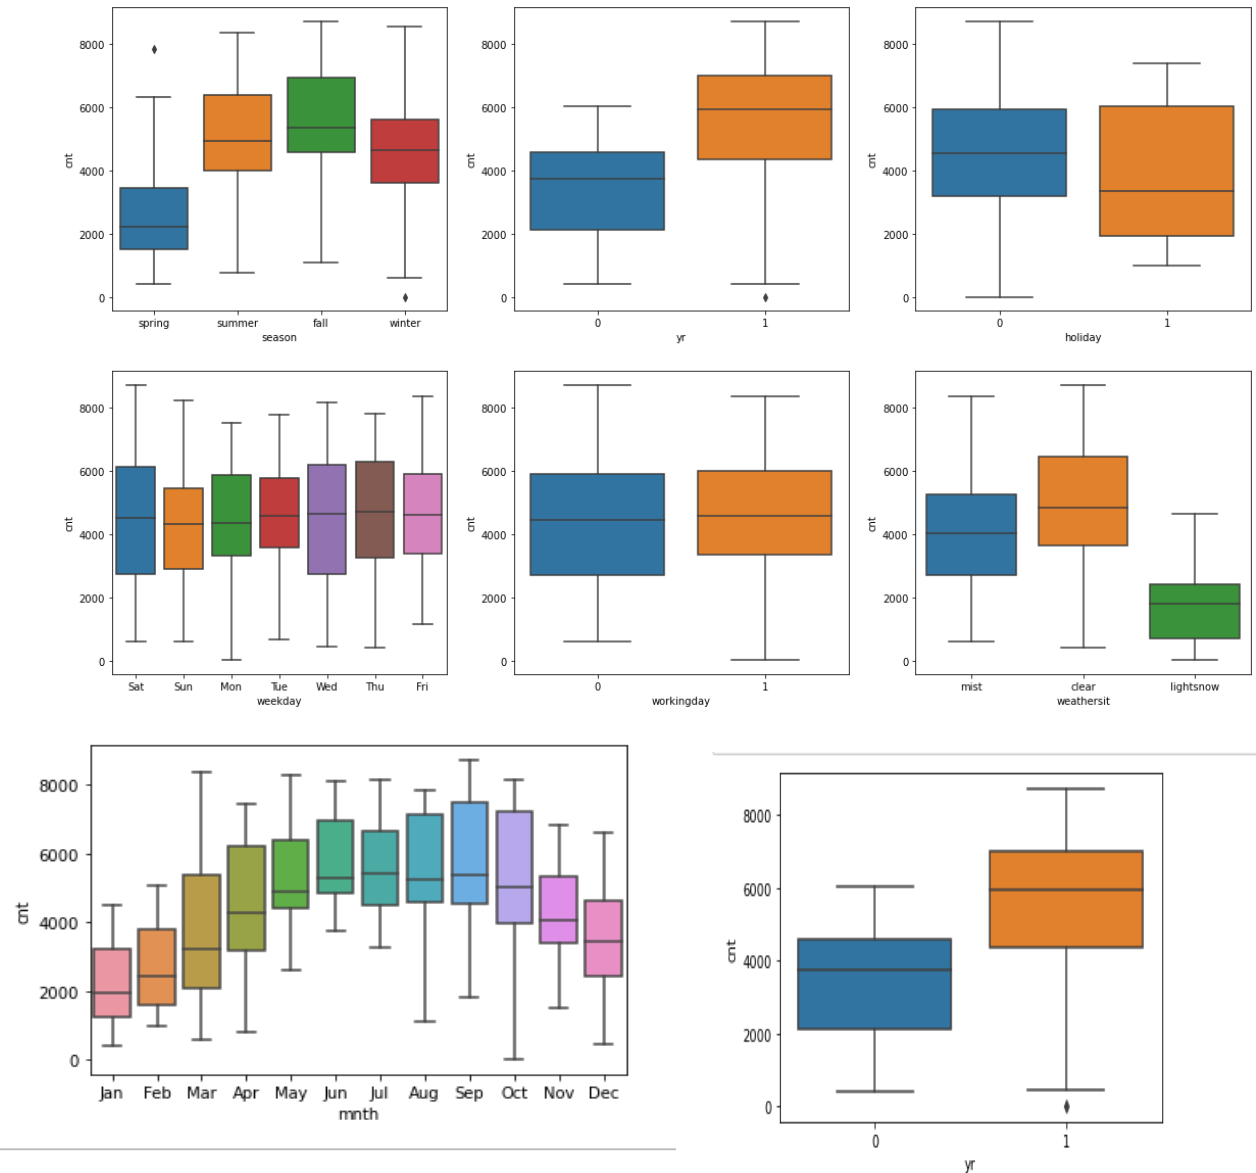 8000
6000
4000
2000
0
cnt
spring summer fall winter
season
8000
6000
4000
2000
0
cnt
0 1
yr
8000
6000
4000
2000
0
cnt
0 1
holiday
8000
6000
4000
2000
0
cnt
Sat Sun Mon Tue Wed Thu Fri
weekday
8000
6000
4000
2000
0
cnt
0 1
workingday
8000
6000
4000
2000
0
cnt
mist clear lightsnow
weathersit
8000
6000
4000
2000
0
cnt
Jan Feb Mar Apr May Jun Jul Aug Sep Oct Nov Dec
mnth
8000
6000
4000
2000
0
cnt
0 1
yr